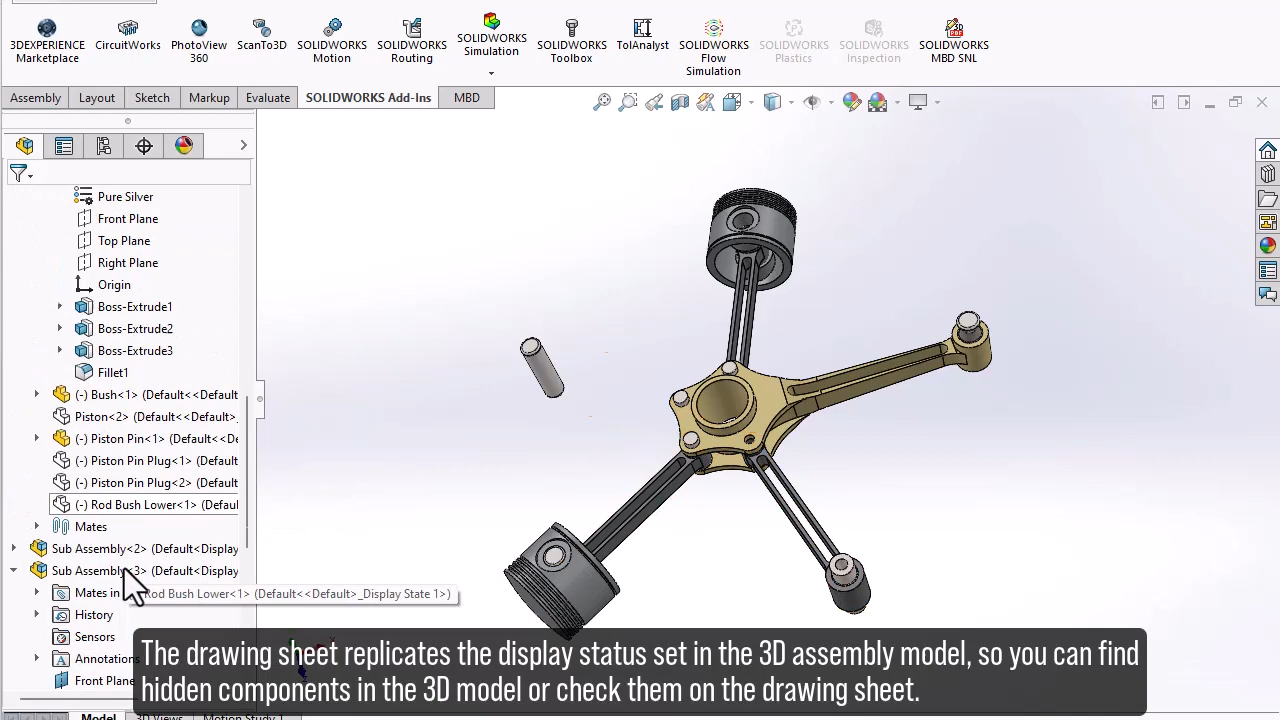 3DEXPERIENCE
Marketplace
CircuitWorks
PhotoView
360
ScanTo3D
SOLIDWORKS
Motion
SOLIDWORKS
Routing
SOLIDWORKS
Simulation
SOLIDWORKS
Toolbox
TolAnalyst
SOLIDWORKS
Flow
Simulation
SOLIDWORKS
Plastics
SOLIDWORKS
Inspection
SOLIDWORKS
MBD SNL
Assembly
Layout
Sketch
Markup
Evaluate
SOLIDWORKS Add-Ins
MBD
Pure Silver
Front Plane
Top Plane
Right Plane
Origin
Boss-Extrude1
Boss-Extrude2
Boss-Extrude3
Fillet1
(-) Bush<1> (Default<<Default
Piston<2> (Default<<Default>
(-) Piston Pin<1> (Default<<De
(-) Piston Pin Plug<1> (Default
(-) Piston Pin Plug<2> (Default
(-) Rod Bush Lower<1> (Defaul
Mates
Sub Assembly<2> (Default<Display
Sub Assembly<3> (Default<Display
Mates in
Rod Bush Lower<1> (Default<<Default>_Display State 1>)
History
Sensors
Annotations
Front Plane
The drawing sheet replicates the display status set in the 3D assembly model, so you can find
hidden components in the 3D model or check them on the drawing sheet.
Model
3D Views
Motion Study 1